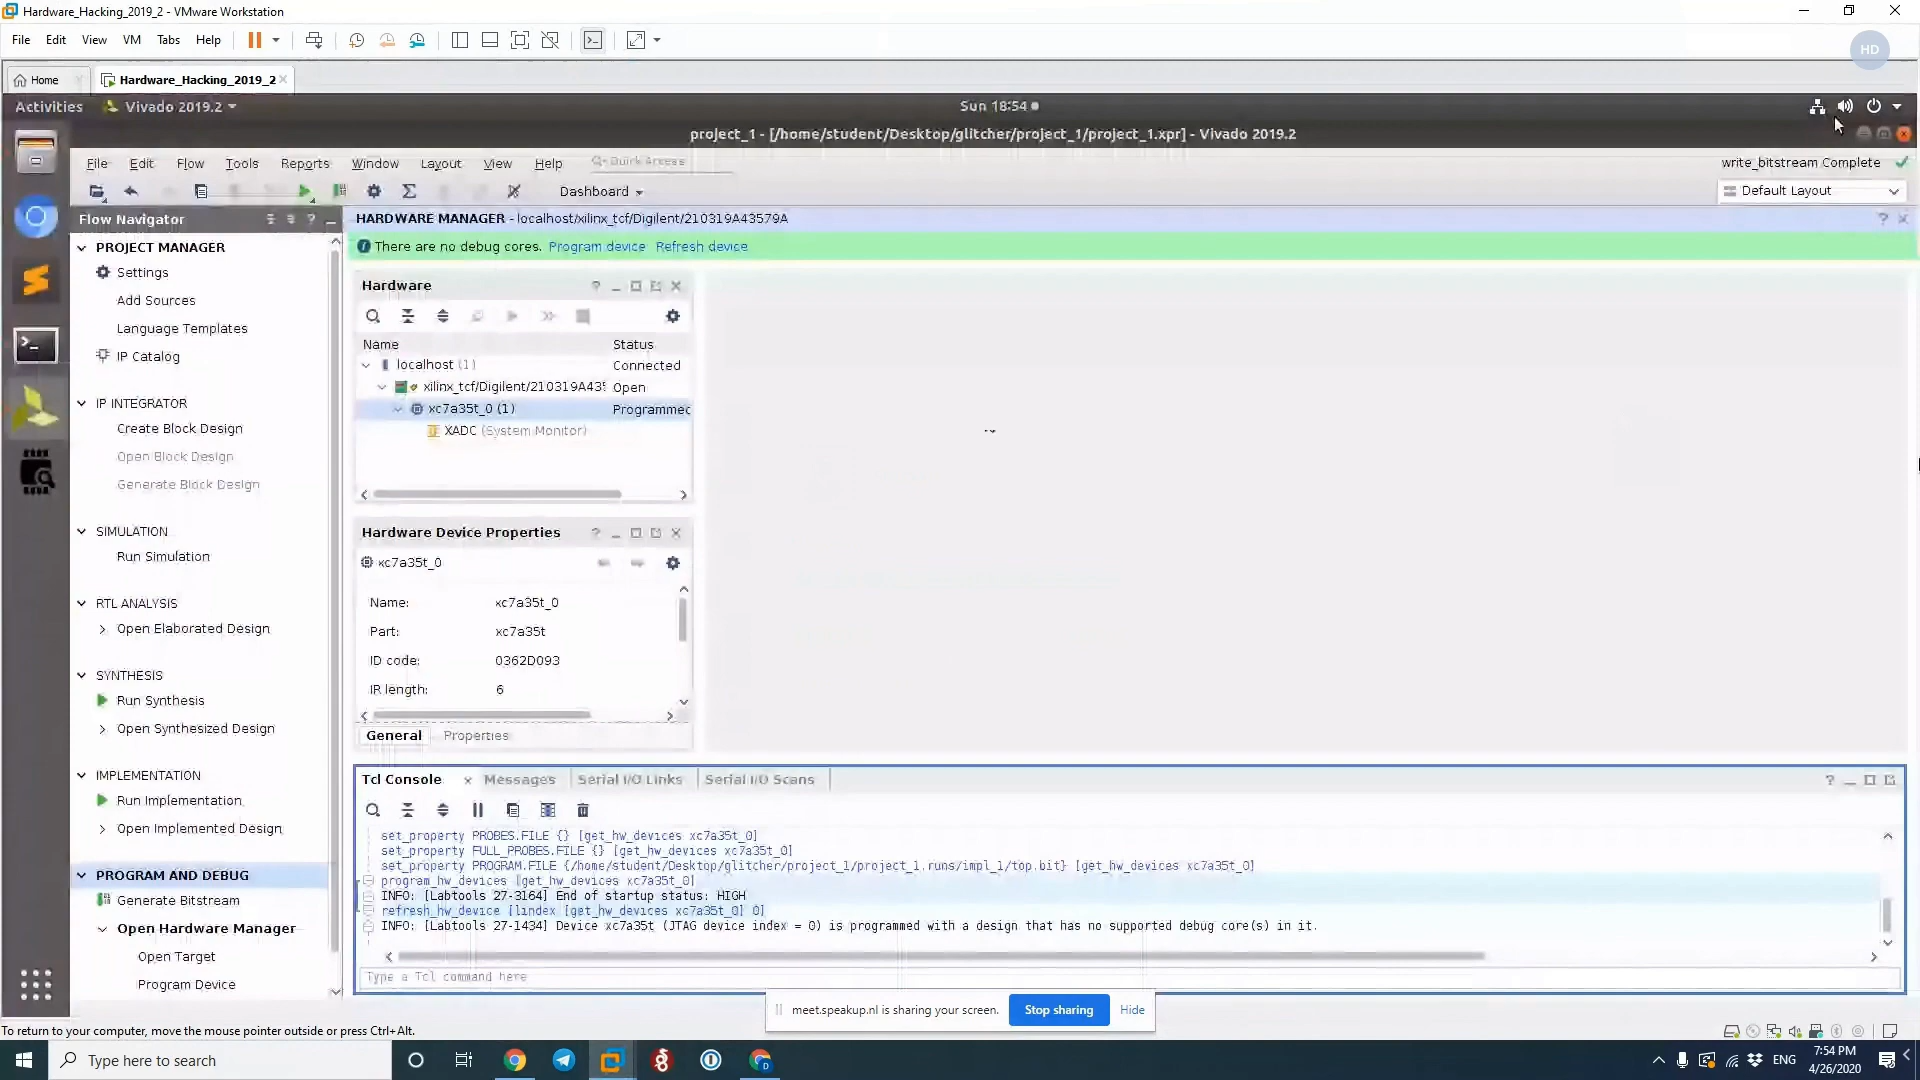 Hardware_Hacking_2019_2 - VMware Workstation
File Edit View VM Tabs Help
HD
Home Hardware_Hacking_2019_2
Activities Vivado 2019.2 Sun 18:54
project_1 - [/home/student/Desktop/glitcher/project_1/project_1.xpr] - Vivado 2019.2
File Edit Flow Tools Reports Window Layout View Help Quick Access write_bitstream Complete
Dashboard Default Layout
Flow Navigator
PROJECT MANAGER
Settings
Add Sources
Language Templates
IP Catalog
IP INTEGRATOR
Create Block Design
Open Block Design
Generate Block Design
SIMULATION
Run Simulation
RTL ANALYSIS
Open Elaborated Design
SYNTHESIS
Run Synthesis
Open Synthesized Design
IMPLEMENTATION
Run Implementation
Open Implemented Design
PROGRAM AND DEBUG
Generate Bitstream
Open Hardware Manager
Open Target
Program Device
HARDWARE MANAGER - localhost/xilinx_tcf/Digilent/210319A43579A
There are no debug cores. Program device Refresh device
Hardware
Name Status
localhost (1) Connected
xilinx_tcf/Digilent/210319A435 Open
xc7a35t_0 (1) Programmed
XADC (System Monitor)
Hardware Device Properties
xc7a35t_0
Name: xc7a35t_0
Part: xc7a35t
ID code: 0362D093
IR length: 6
General Properties
Tcl Console Messages Serial I/O Links Serial I/O Scans
set_property PROBES.FILE {} [get_hw_devices xc7a35t_0]
set_property FULL_PROBES.FILE {} [get_hw_devices xc7a35t_0]
set_property PROGRAM.FILE {/home/student/Desktop/glitcher/project_1/project_1.runs/impl_1/top.bit} [get_hw_devices xc7a35t_0]
program_hw_devices [get_hw_devices xc7a35t_0]
INFO: [Labtools 27-3164] End of startup status: HIGH
refresh_hw_device [lindex [get_hw_devices xc7a35t_0] 0]
INFO: [Labtools 27-1434] Device xc7a35t (JTAG device index = 0) is programmed with a design that has no supported debug core(s) in it.
Type a Tcl command here
meet.speakup.nl is sharing your screen. Stop sharing Hide
To return to your computer, move the mouse pointer outside or press Ctrl+Alt.
Type here to search
ENG 7:54 PM
4/26/2020